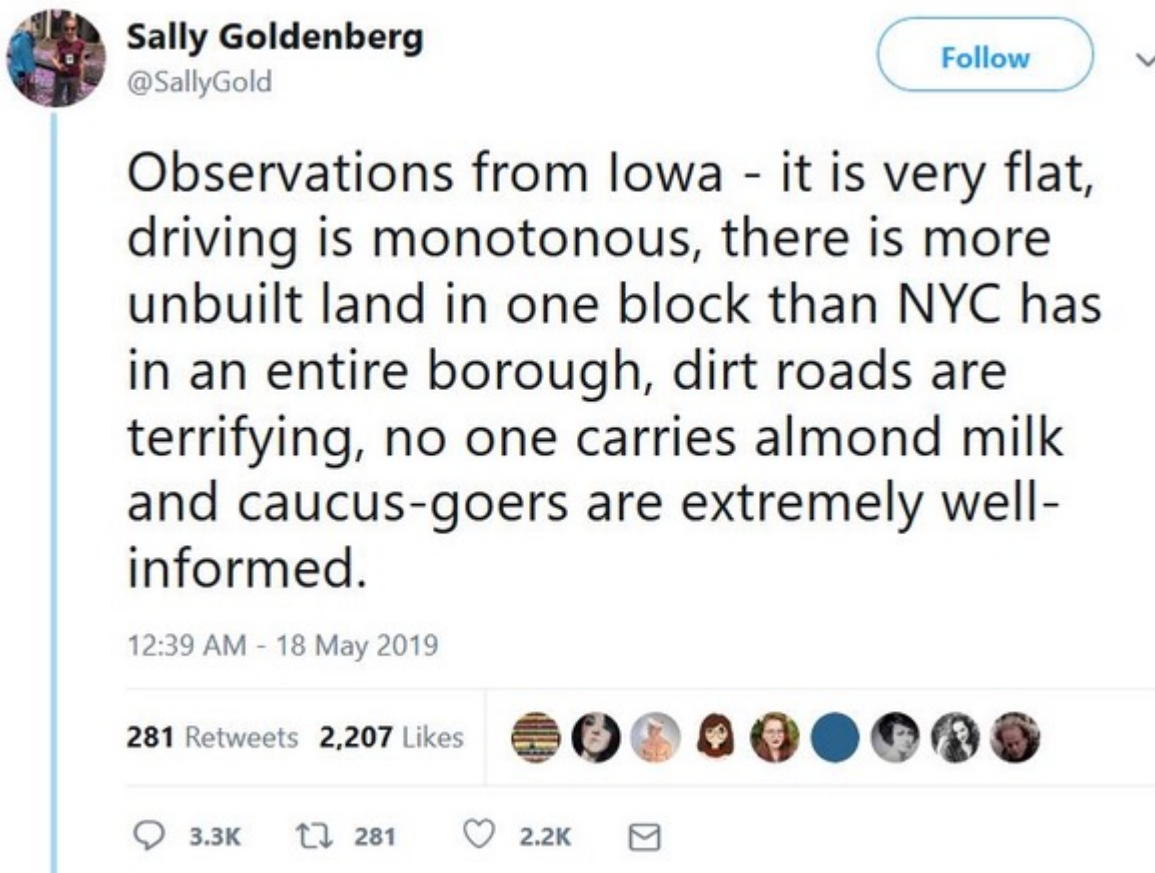 Sally Goldenberg
@SallyGold
Follow
Observations from Iowa - it is very flat,
driving is monotonous, there is more
unbuilt land in one block than NYC has
in an entire borough, dirt roads are
terrifying, no one carries almond milk
and caucus-goers are extremely well-
informed.
12:39 AM - 18 May 2019
281 Retweets 2,207 Likes
3.3K 281 2.2K